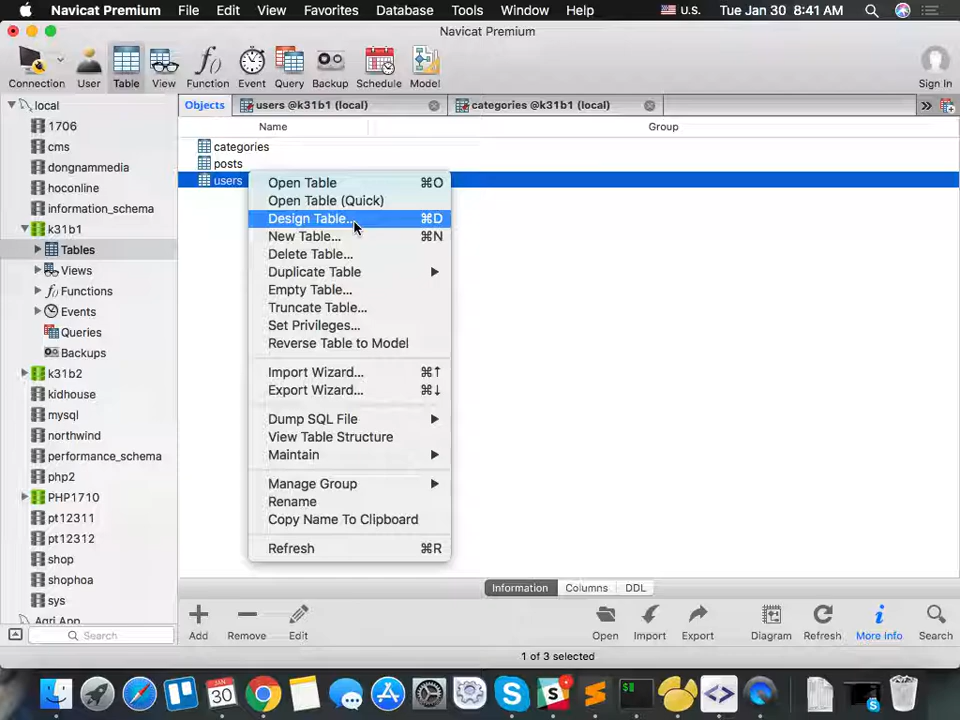 Navicat Premium File Edit View Favorites Database Tools Window Help U.S. Tue Jan 30 8:41 AM
Navicat Premium
Connection User Table View Function Event Query Backup Schedule Model Sign In
local
1706
cms
dongnammedia
hoconline
information_schema
k31b1
Tables
Views
Functions
Events
Queries
Backups
k31b2
kidhouse
mysql
northwind
performance_schema
php2
PHP1710
pt12311
pt12312
shop
shophoa
sys
Agri App
Search
Objects users @k31b1 (local) categories @k31b1 (local)
Name Group
categories
posts
users
Open Table ⌘O
Open Table (Quick)
Design Table... ⌘D
New Table... ⌘N
Delete Table...
Duplicate Table
Empty Table...
Truncate Table...
Set Privileges...
Reverse Table to Model
Import Wizard... ⌘↑
Export Wizard... ⌘↓
Dump SQL File
View Table Structure
Maintain
Manage Group
Rename
Copy Name To Clipboard
Refresh ⌘R
Information Columns DDL
Add Remove Edit Open Import Export Diagram Refresh More Info Search
1 of 3 selected